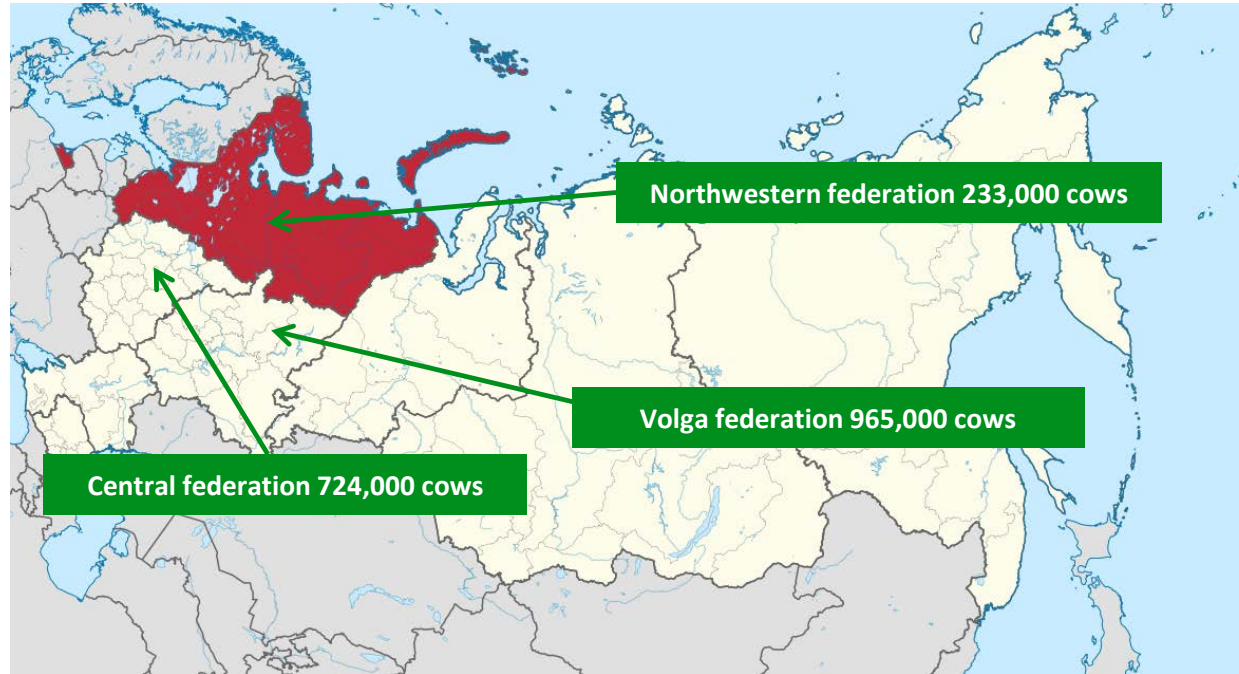 Northwestern federation 233,000 cows
Volga federation 965,000 cows
Central federation 724,000 cows